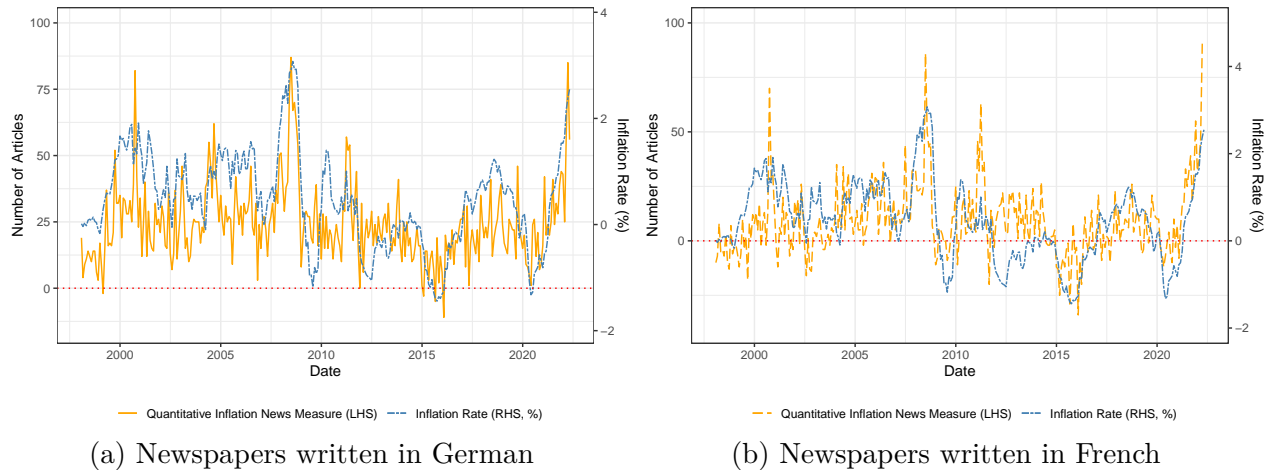 100
75
50
25
0
4
2
0
−2
Number of Articles
Inflation Rate (%)
2000 2005 2010 2015 2020
Date
Quantitative Inflation News Measure (LHS) Inflation Rate (RHS, %)
(a) Newspapers written in German
100
50
0
4
2
0
−2
Number of Articles
Inflation Rate (%)
2000 2005 2010 2015 2020
Date
Quantitative Inflation News Measure (LHS) Inflation Rate (RHS, %)
(b) Newspapers written in French